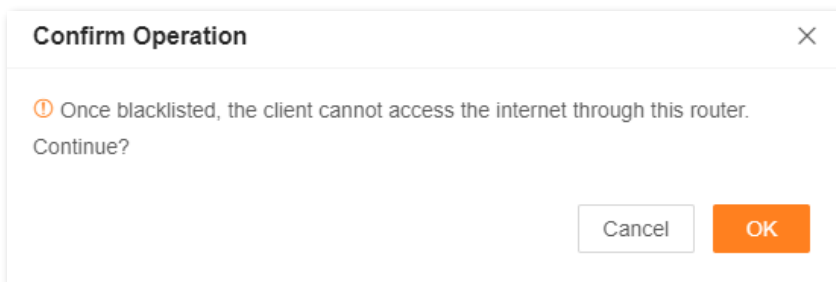 Confirm Operation
Once blacklisted, the client cannot access the internet through this router.
Continue?
Cancel
OK